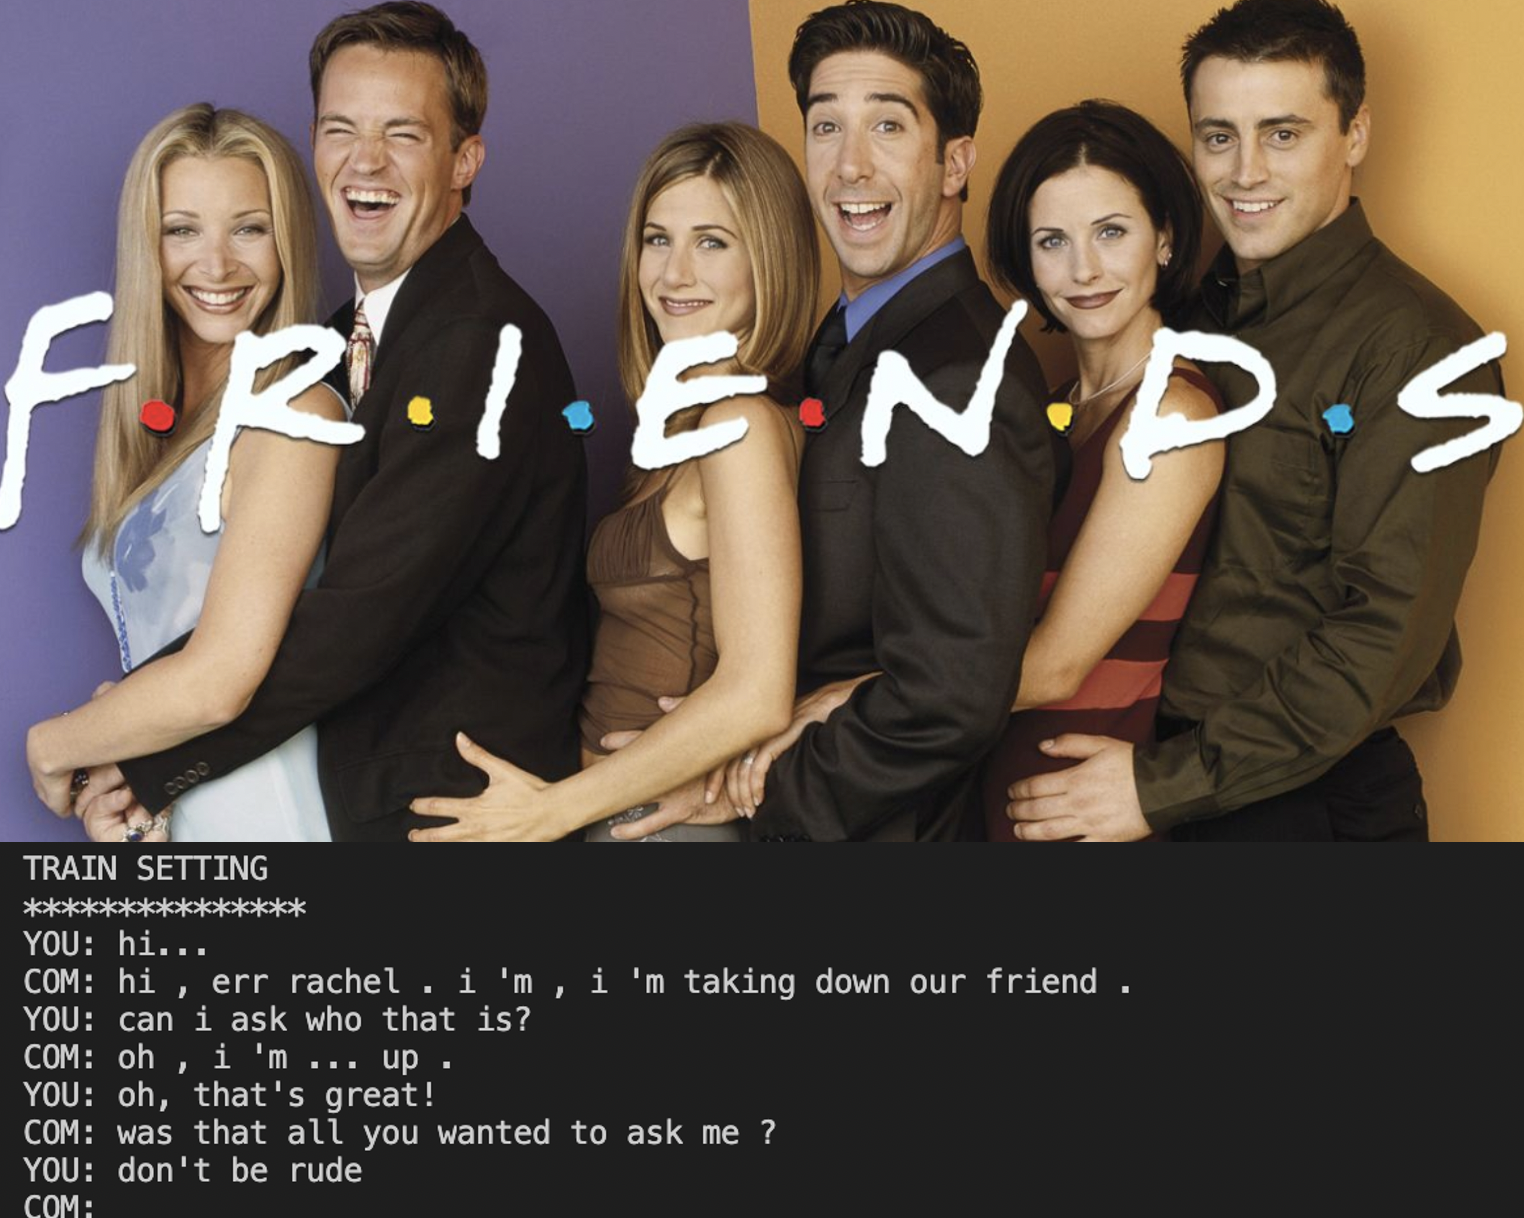 F.R.I.E.N.D.S
TRAIN SETTING
***************
YOU: hi...
COM: hi , err rachel . i 'm , i 'm taking down our friend .
YOU: can i ask who that is?
COM: oh , i 'm ... up .
YOU: oh, that's great!
COM: was that all you wanted to ask me ?
YOU: don't be rude
COM: